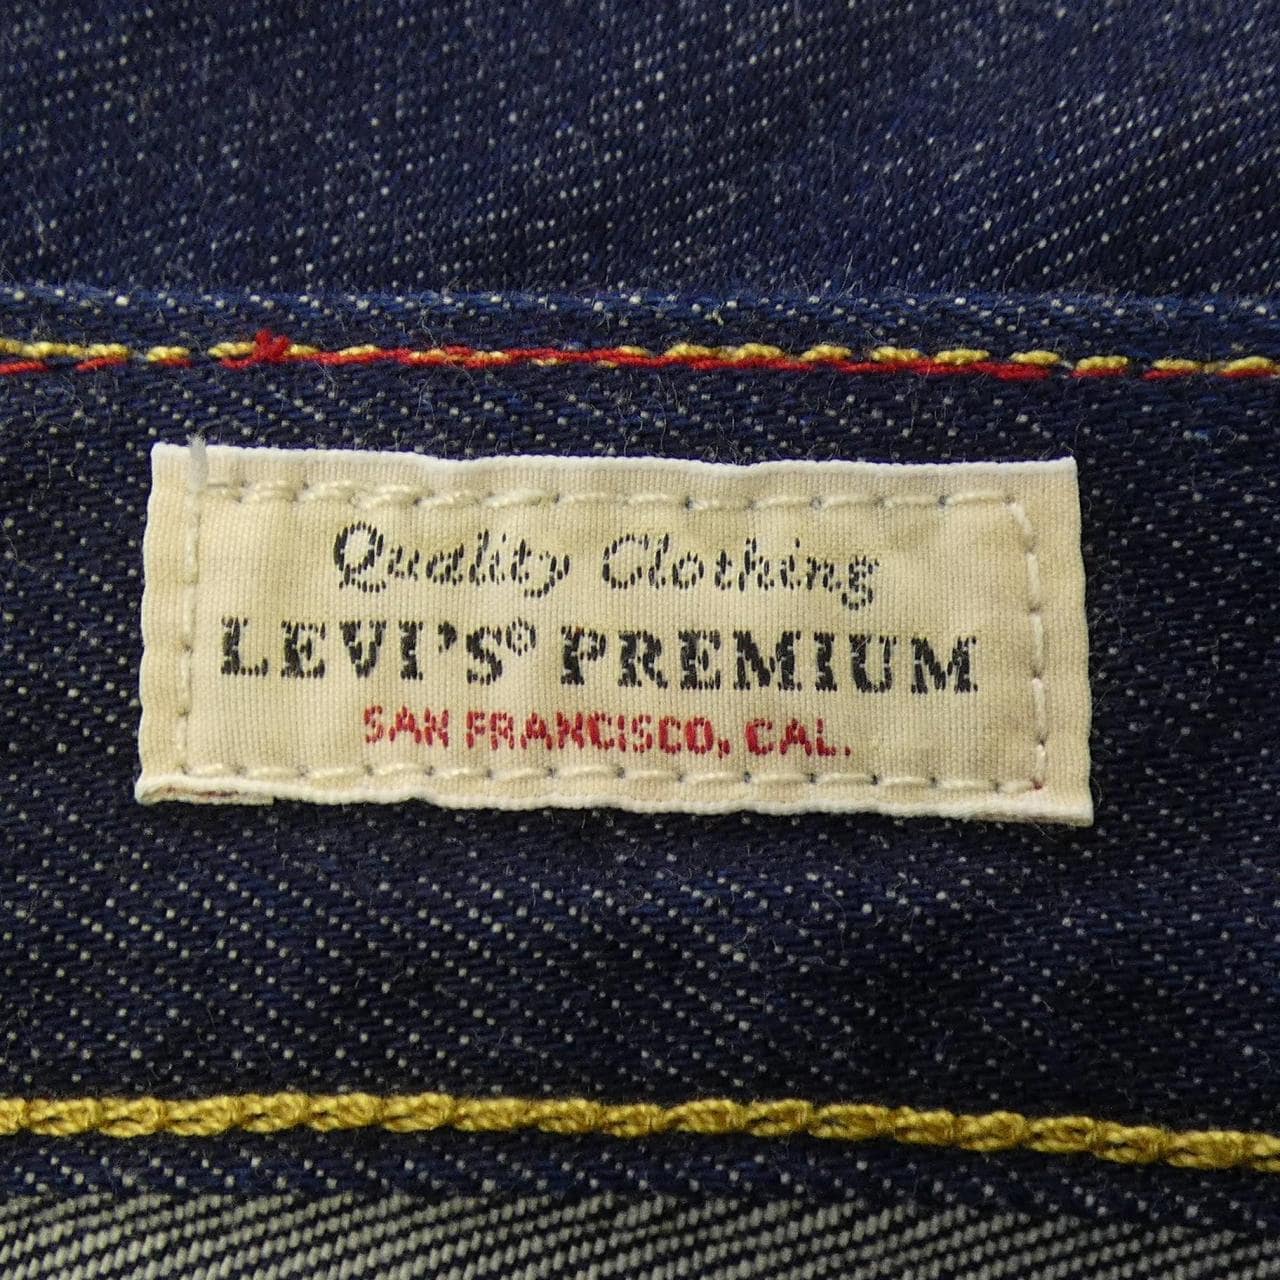 Quality Clothing
LEVI'S® PREMIUM
SAN FRANCISCO, CAL.